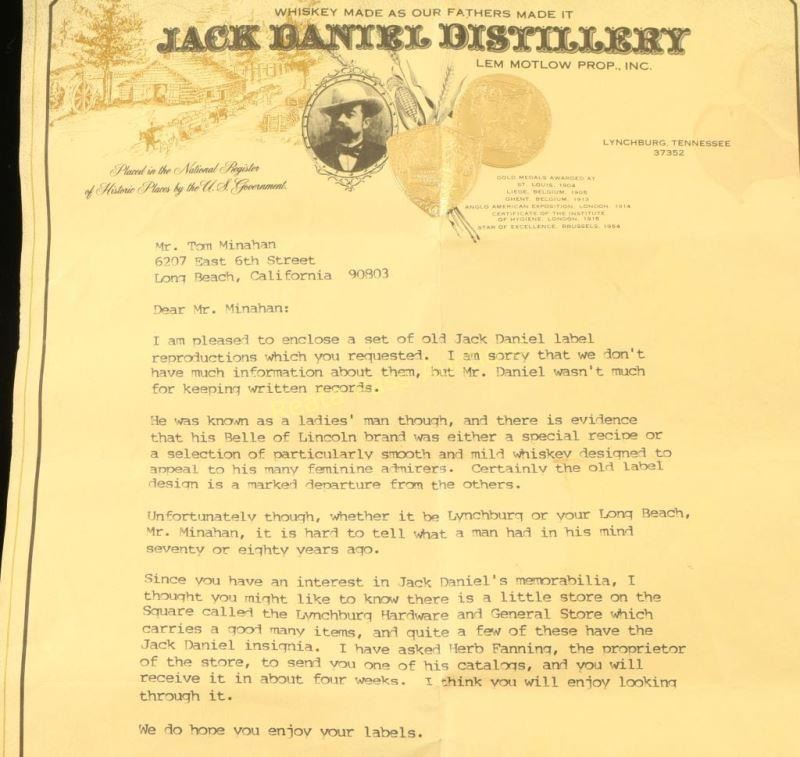 WHISKEY MADE AS OUR FATHERS MADE IT
JACK DANIEL DISTILLERY
LEM MOTLOW PROP., INC.
LYNCHBURG, TENNESSEE
37352
Placed in the National Register
of Historic Places by the U.S. Government.
GOLD MEDALS AWARDED AT
ST. LOUIS, 1904
LIEGE, BELGIUM, 1905
GHENT, BELGIUM, 1913
ANGLO AMERICAN EXPOSITION, LONDON, 1914
CERTIFICATE OF THE INSTITUTE
OF HYGIENE, LONDON, 1915
STAR OF EXCELLENCE, BRUSSELS, 1954
Mr. Tom Minahan
6207 East 6th Street
Long Beach, California 90803
Dear Mr. Minahan:
I am pleased to enclose a set of old Jack Daniel label
reproductions which you requested. I am sorry that we don't
have much information about them, but Mr. Daniel wasn't much
for keeping written records.
He was known as a ladies' man though, and there is evidence
that his Belle of Lincoln brand was either a special recipe or
a selection of particularly smooth and mild whiskey designed to
appeal to his many feminine admirers. Certainly the old label
design is a marked departure from the others.
Unfortunately though, whether it be Lynchburg or your Long Beach,
Mr. Minahan, it is hard to tell what a man had in his mind
seventy or eighty years ago.
Since you have an interest in Jack Daniel's memorabilia, I
thought you might like to know there is a little store on the
Square called the Lynchburg Hardware and General Store which
carries a good many items, and quite a few of these have the
Jack Daniel insignia. I have asked Herb Fanning, the proprietor
of the store, to send you one of his catalogs, and you will
receive it in about four weeks. I think you will enjoy looking
through it.
We do hope you enjoy your labels.